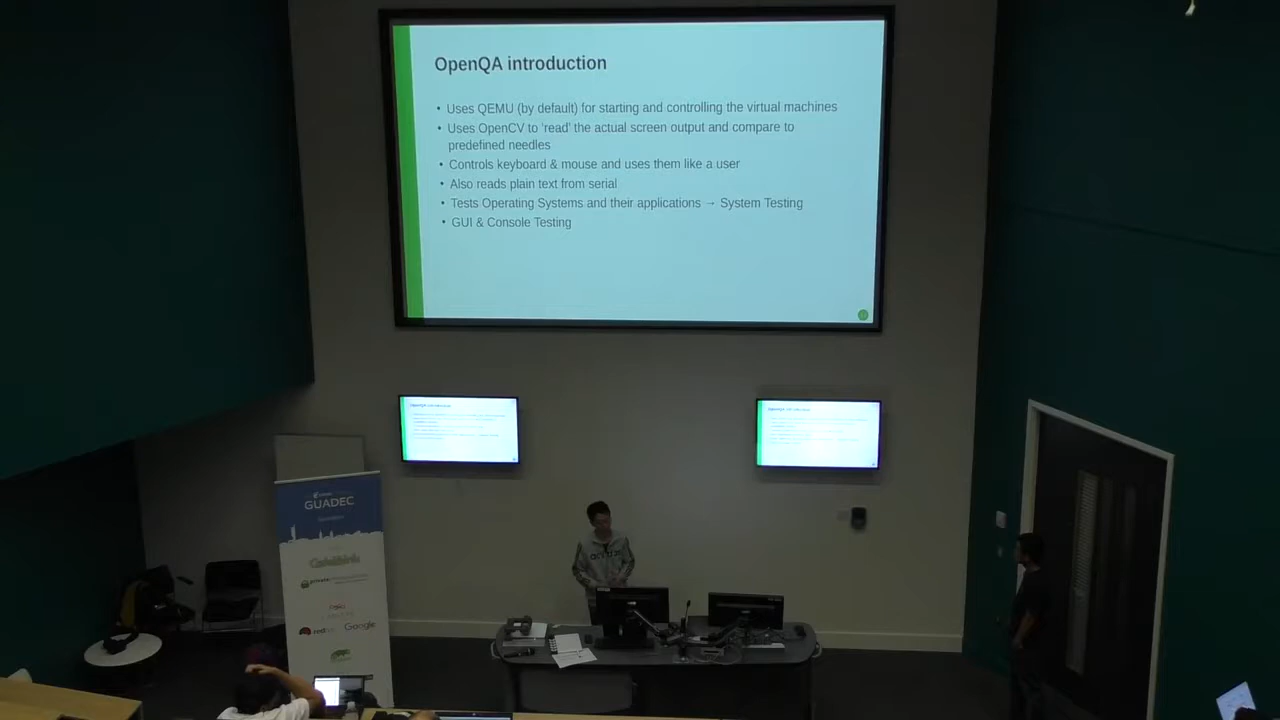 OpenQA introduction
• Uses QEMU (by default) for starting and controlling the virtual machines
• Uses OpenCV to 'read' the actual screen output and compare to
predefined needles
• Controls keyboard & mouse and uses them like a user
• Also reads plain text from serial
• Tests Operating Systems and their applications → System Testing
• GUI & Console Testing
GUADEC
Codethink
Google